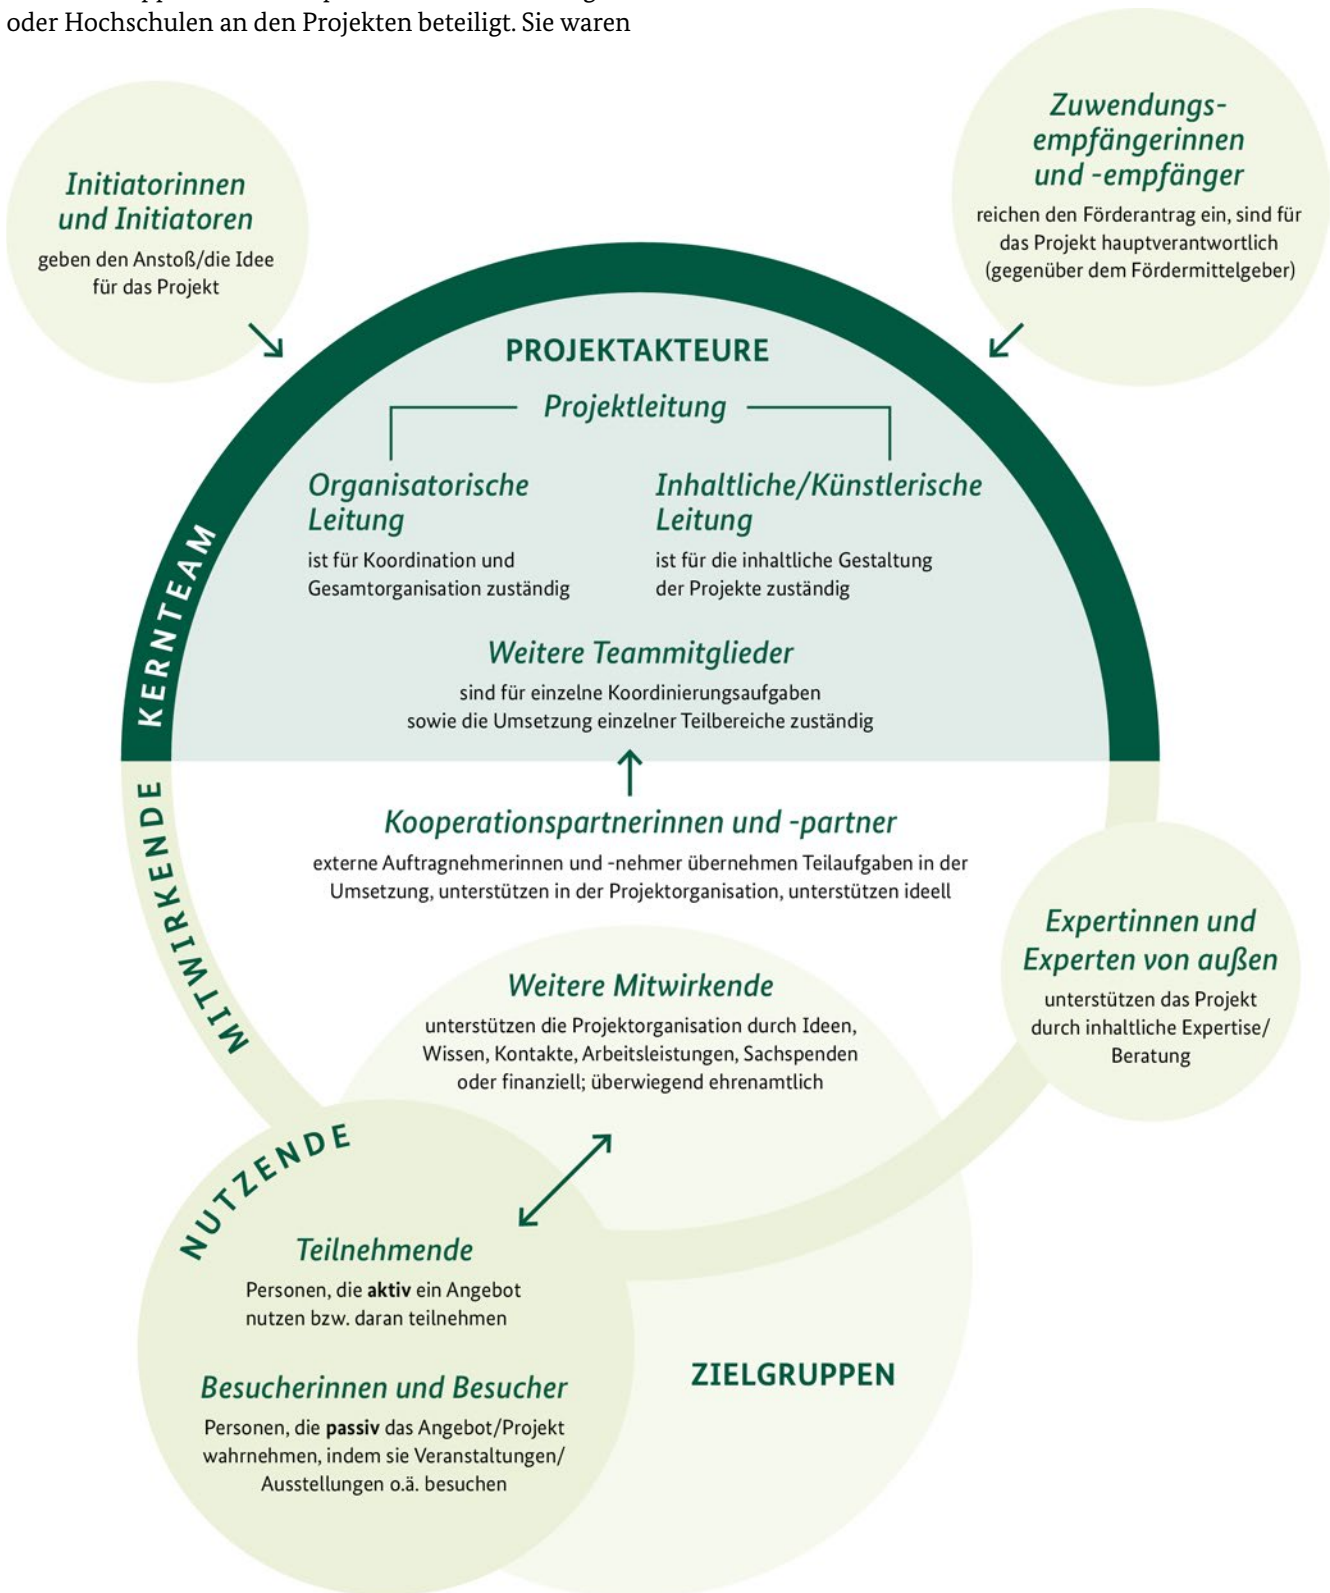 oder Hochschulen an den Projekten beteiligt. Sie waren
Initiatorinnen
und Initiatoren
geben den Anstoß/die Idee
für das Projekt
Zuwendungs-
empfängerinnen
und -empfänger
reichen den Förderantrag ein, sind für
das Projekt hauptverantwortlich
(gegenüber dem Fördermittelgeber)
PROJEKTAKTEURE
Projektleitung
Organisatorische
Leitung
ist für Koordination und
Gesamtorganisation zuständig
Inhaltliche/Künstlerische
Leitung
ist für die inhaltliche Gestaltung
der Projekte zuständig
KERNTEAM
Weitere Teammitglieder
sind für einzelne Koordinierungsaufgaben
sowie die Umsetzung einzelner Teilbereiche zuständig
MITWIRKENDE
Kooperationspartnerinnen und -partner
externe Auftragnehmerinnen und -nehmer übernehmen Teilaufgaben in der
Umsetzung, unterstützen in der Projektorganisation, unterstützen ideell
Expertinnen und
Experten von außen
unterstützen das Projekt
durch inhaltliche Expertise/
Beratung
Weitere Mitwirkende
unterstützen die Projektorganisation durch Ideen,
Wissen, Kontakte, Arbeitsleistungen, Sachspenden
oder finanziell; überwiegend ehrenamtlich
NUTZENDE
Teilnehmende
Personen, die aktiv ein Angebot
nutzen bzw. daran teilnehmen
Besucherinnen und Besucher
Personen, die passiv das Angebot/Projekt
wahrnehmen, indem sie Veranstaltungen/
Ausstellungen o.ä. besuchen
ZIELGRUPPEN